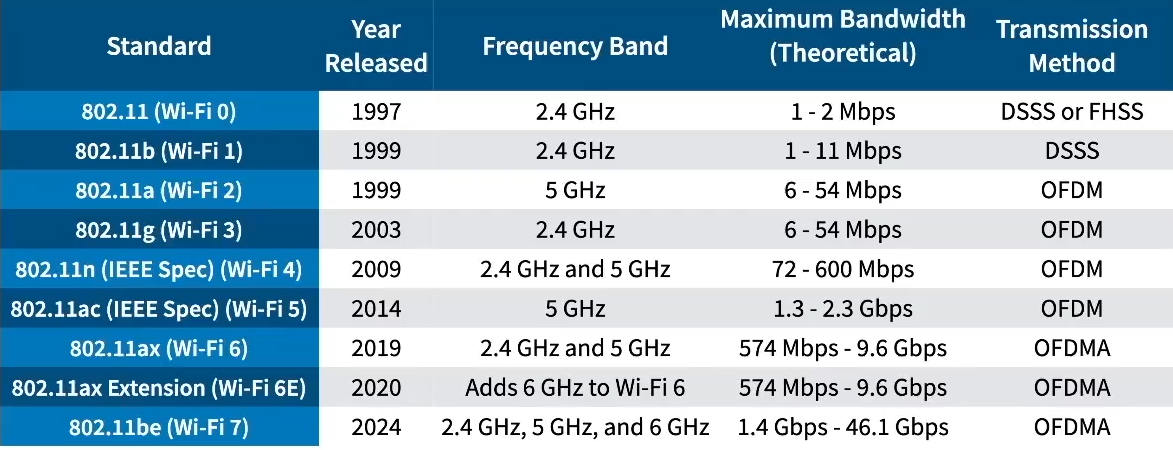 Standard Year Released Frequency Band Maximum Bandwidth (Theoretical) Transmission Method
802.11 (Wi-Fi 0) 1997 2.4 GHz 1 - 2 Mbps DSSS or FHSS
802.11b (Wi-Fi 1) 1999 2.4 GHz 1 - 11 Mbps DSSS
802.11a (Wi-Fi 2) 1999 5 GHz 6 - 54 Mbps OFDM
802.11g (Wi-Fi 3) 2003 2.4 GHz 6 - 54 Mbps OFDM
802.11n (IEEE Spec) (Wi-Fi 4) 2009 2.4 GHz and 5 GHz 72 - 600 Mbps OFDM
802.11ac (IEEE Spec) (Wi-Fi 5) 2014 5 GHz 1.3 - 2.3 Gbps OFDM
802.11ax (Wi-Fi 6) 2019 2.4 GHz and 5 GHz 574 Mbps - 9.6 Gbps OFDMA
802.11ax Extension (Wi-Fi 6E) 2020 Adds 6 GHz to Wi-Fi 6 574 Mbps - 9.6 Gbps OFDMA
802.11be (Wi-Fi 7) 2024 2.4 GHz, 5 GHz, and 6 GHz 1.4 Gbps - 46.1 Gbps OFDMA